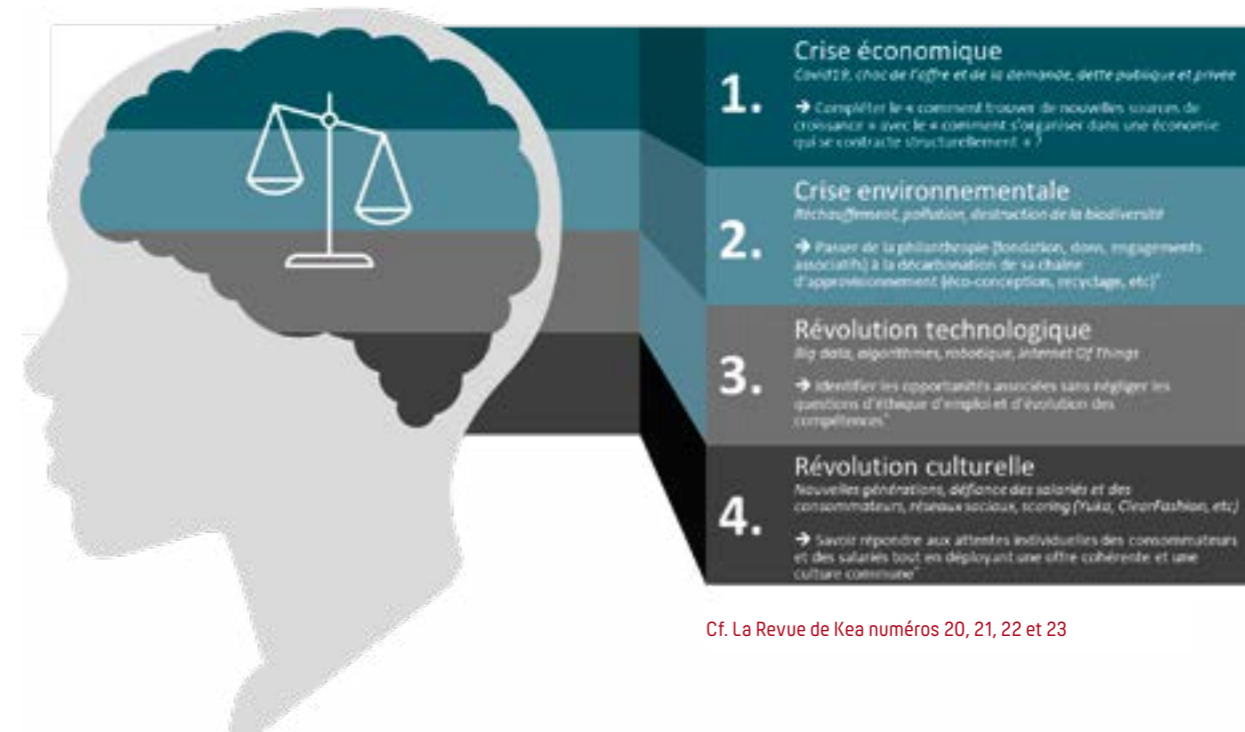 1.
Crise économique
Covid19, choc de l'offre et de la demande, dette publique et privée
→ Compléter le « comment trouver de nouvelles sources de
croissance » avec le « comment s'organiser dans une économie
qui se contracte structurellement » ?
2.
Crise environnementale
Réchauffement, pollution, destruction de la biodiversité
→ Passer de la philanthropie (fondation, dons, engagements
associatifs) à la décarbonation de sa chaîne
d'approvisionnement (éco-conception, recyclage, etc)*
3.
Révolution technologique
Big data, algorithmes, robotique, Internet Of Things
→ Identifier les opportunités associées sans négliger les
questions d'éthique d'emploi et d'évolution des
compétences*
4.
Révolution culturelle
Nouvelles générations, défiance des salariés et des
consommateurs, réseaux sociaux, scoring (Yuka, ClearFashion, etc)
→ Savoir répondre aux attentes individuelles des consommateurs
et des salariés tout en déployant une offre cohérente et une
culture commune*
Cf. La Revue de Kea numéros 20, 21, 22 et 23